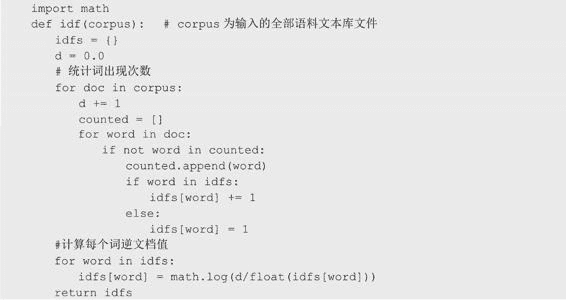 import math
def idf(corpus):   # corpus 为输入的全部语料文本库文件
    idfs = {}
    d = 0.0
    # 统计词出现次数
    for doc in corpus:
        d += 1
        counted = []
        for word in doc:
            if not word in counted:
                counted.append(word)
                if word in idfs:
                    idfs[word] += 1
                else:
                    idfs[word] = 1
    #计算每个词逆文档值
    for word in idfs:
        idfs[word] = math.log(d/float(idfs[word]))
    return idfs